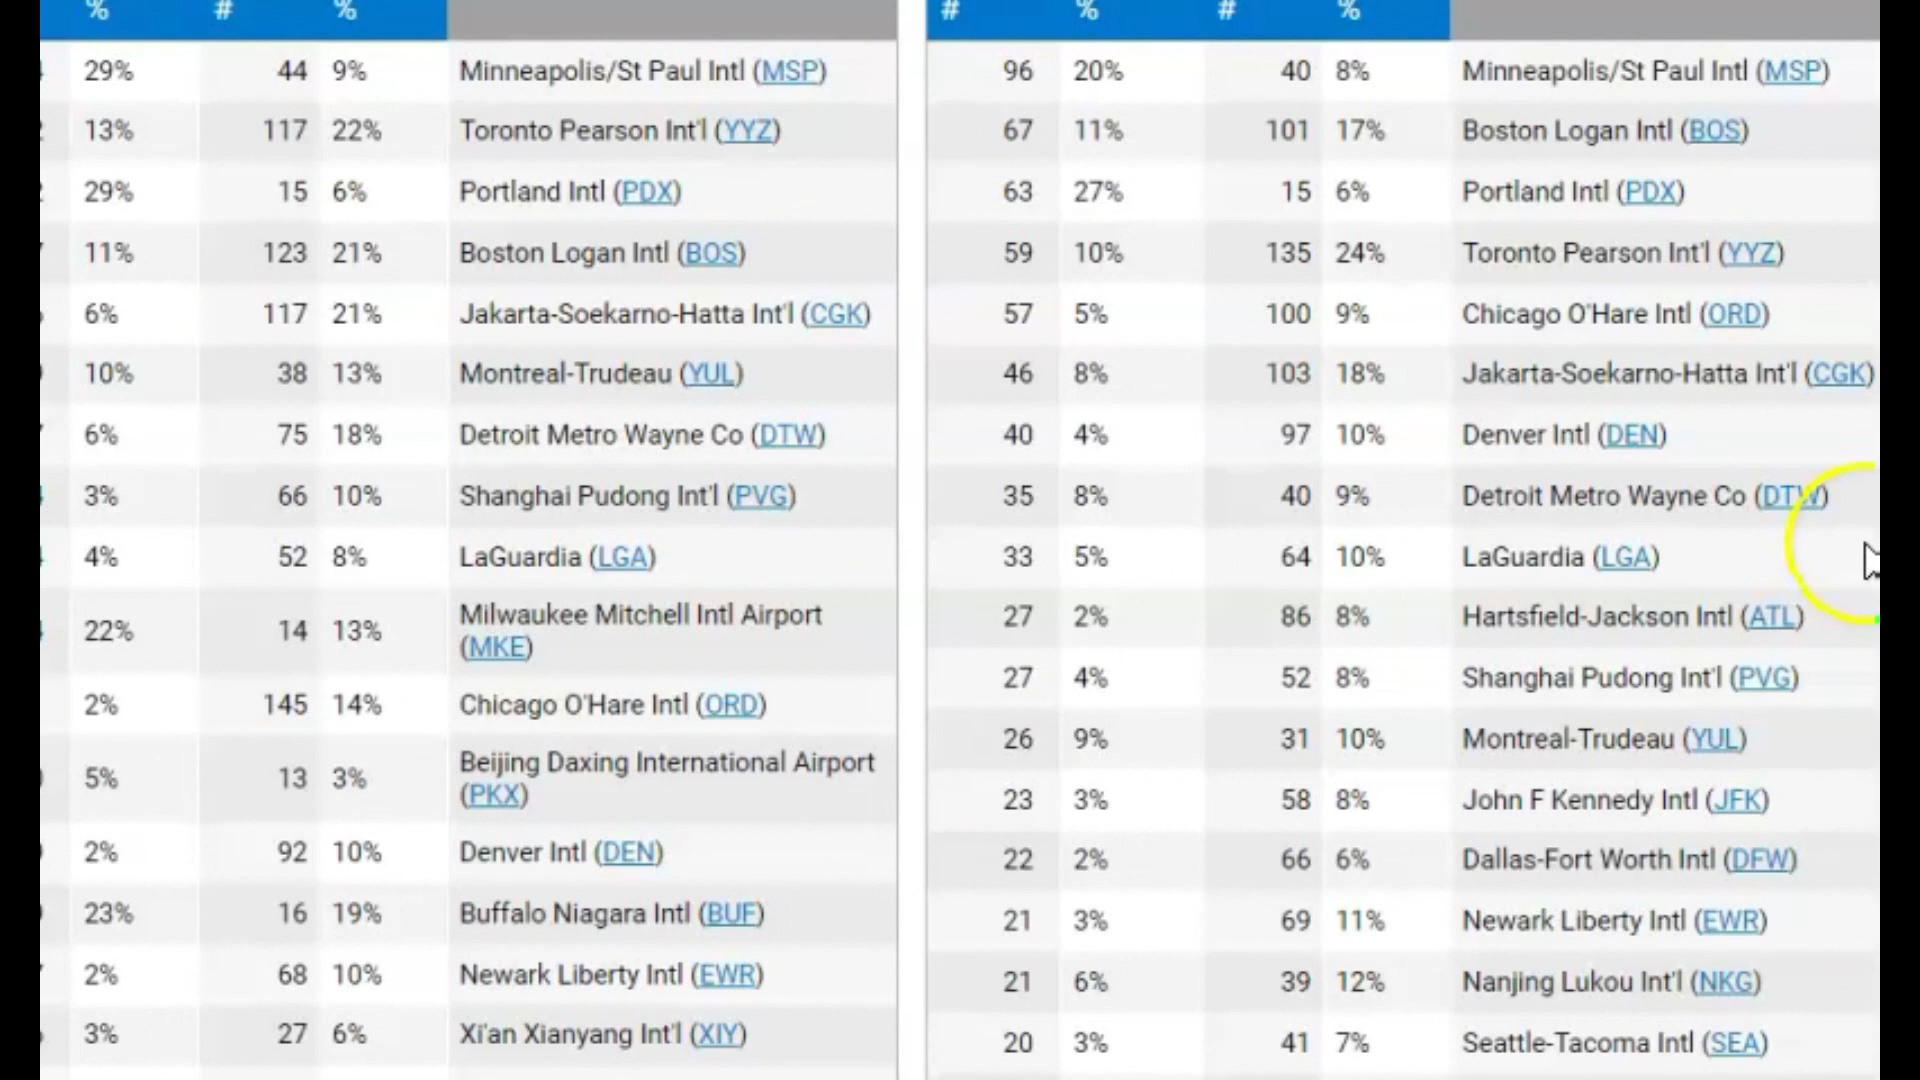 % # %
29% 44 9% Minneapolis/St Paul Intl (MSP)
13% 117 22% Toronto Pearson Int'l (YYZ)
29% 15 6% Portland Intl (PDX)
11% 123 21% Boston Logan Intl (BOS)
6% 117 21% Jakarta-Soekarno-Hatta Int'l (CGK)
10% 38 13% Montreal-Trudeau (YUL)
6% 75 18% Detroit Metro Wayne Co (DTW)
3% 66 10% Shanghai Pudong Int'l (PVG)
4% 52 8% LaGuardia (LGA)
22% 14 13% Milwaukee Mitchell Intl Airport
(MKE)
2% 145 14% Chicago O'Hare Intl (ORD)
5% 13 3% Beijing Daxing International Airport
(PKX)
2% 92 10% Denver Intl (DEN)
23% 16 19% Buffalo Niagara Intl (BUF)
2% 68 10% Newark Liberty Intl (EWR)
3% 27 6% Xi'an Xianyang Int'l (XIY)
# % # %
96 20% 40 8% Minneapolis/St Paul Intl (MSP)
67 11% 101 17% Boston Logan Intl (BOS)
63 27% 15 6% Portland Intl (PDX)
59 10% 135 24% Toronto Pearson Int'l (YYZ)
57 5% 100 9% Chicago O'Hare Intl (ORD)
46 8% 103 18% Jakarta-Soekarno-Hatta Int'l (CGK)
40 4% 97 10% Denver Intl (DEN)
35 8% 40 9% Detroit Metro Wayne Co (DTW)
33 5% 64 10% LaGuardia (LGA)
27 2% 86 8% Hartsfield-Jackson Intl (ATL)
27 4% 52 8% Shanghai Pudong Int'l (PVG)
26 9% 31 10% Montreal-Trudeau (YUL)
23 3% 58 8% John F Kennedy Intl (JFK)
22 2% 66 6% Dallas-Fort Worth Intl (DFW)
21 3% 69 11% Newark Liberty Intl (EWR)
21 6% 39 12% Nanjing Lukou Int'l (NKG)
20 3% 41 7% Seattle-Tacoma Intl (SEA)